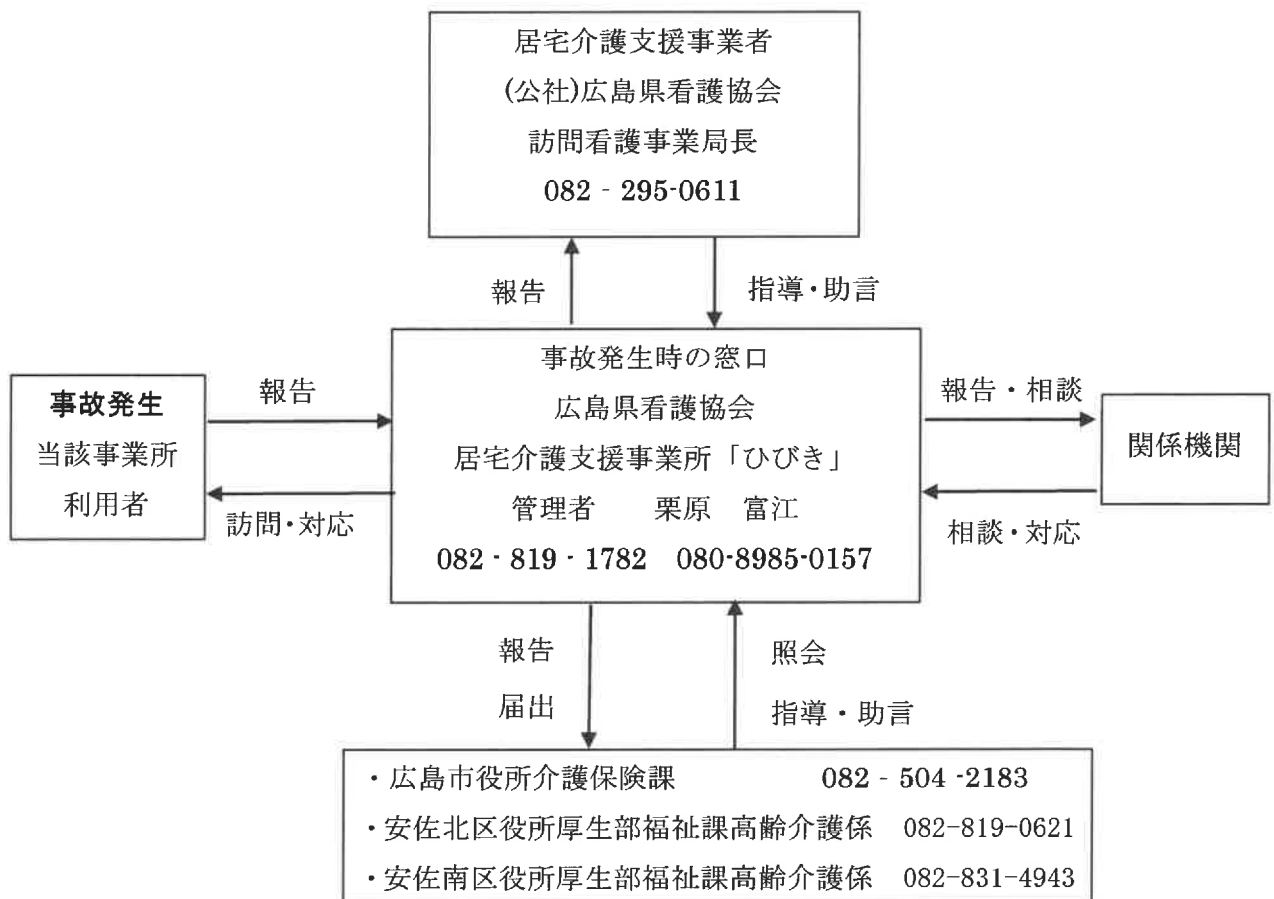 居宅介護支援事業者
(公社)広島県看護協会
訪問看護事業局長
082 - 295-0611
報告
指導・助言
事故発生
当該事業所
利用者
報告
訪問・対応
事故発生時の窓口
広島県看護協会
居宅介護支援事業所「ひびき」
管理者　　栗原　富江
082 - 819 - 1782　080-8985-0157
報告・相談
相談・対応
関係機関
報告
届出
照会
指導・助言
・広島市役所介護保険課　　　　　082 - 504 -2183
・安佐北区役所厚生部福祉課高齢介護係　082-819-0621
・安佐南区役所厚生部福祉課高齢介護係　082-831-4943